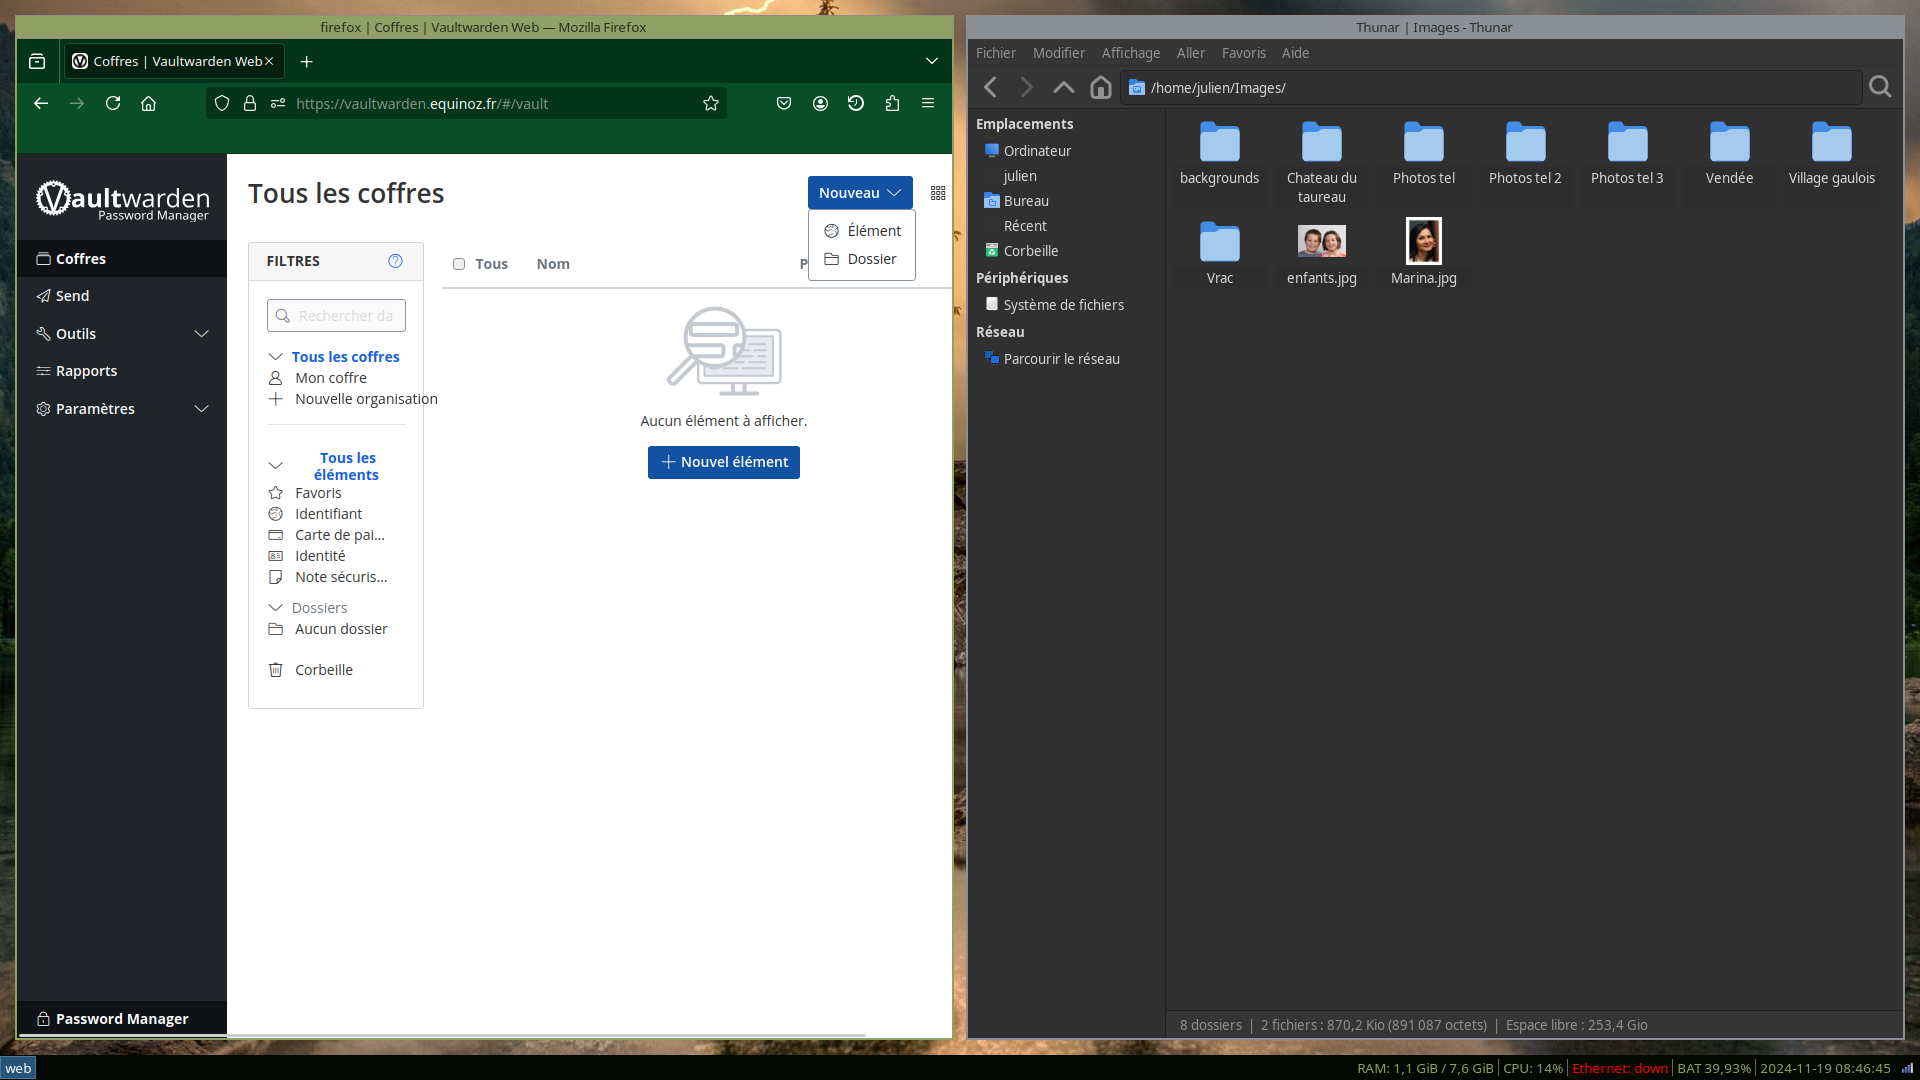 firefox | Coffres | Vaultwarden Web — Mozilla Firefox
Coffres | Vaultwarden Web
https://vaultwarden.equinoz.fr/#/vault
Vaultwarden
Password Manager
Coffres
Send
Outils
Rapports
Paramètres
Password Manager
Tous les coffres
Nouveau
Élément
Dossier
FILTRES
Rechercher da
Tous les coffres
Mon coffre
Nouvelle organisation
Tous les
éléments
Favoris
Identifiant
Carte de pai...
Identité
Note sécuris...
Dossiers
Aucun dossier
Corbeille
Tous Nom P
Aucun élément à afficher.
Nouvel élément
Thunar | Images - Thunar
Fichier Modifier Affichage Aller Favoris Aide
/home/julien/Images/
Emplacements
Ordinateur
julien
Bureau
Récent
Corbeille
Périphériques
Système de fichiers
Réseau
Parcourir le réseau
backgrounds
Chateau du
taureau
Photos tel
Photos tel 2
Photos tel 3
Vendée
Village gaulois
Vrac
enfants.jpg
Marina.jpg
8 dossiers | 2 fichiers : 870,2 Kio (891 087 octets) | Espace libre : 253,4 Gio
web
RAM: 1,1 GiB / 7,6 GiB | CPU: 14% | Ethernet: down | BAT 39,93% | 2024-11-19 08:46:45